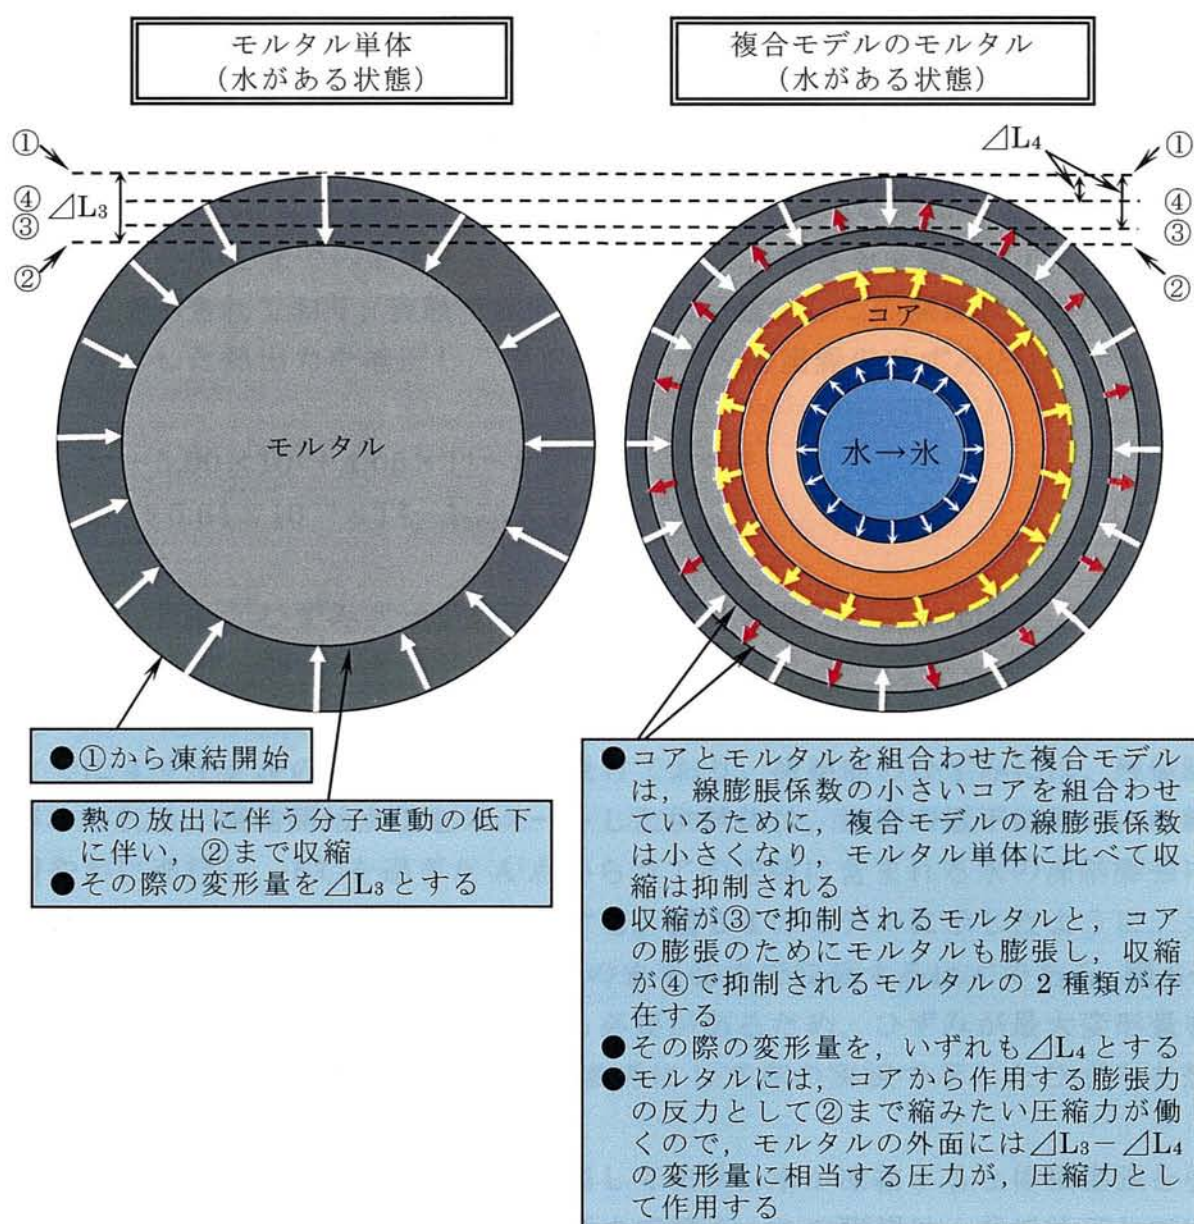 モルタル単体
(水がある状態)
複合モデルのモルタル
(水がある状態)
①
④
③
②
⊿L₃
⊿L₄
①
④
③
②
モルタル
コア
水→氷
●①から凍結開始
●熱の放出に伴う分子運動の低下
に伴い，②まで収縮
●その際の変形量を⊿L₃とする
●コアとモルタルを組合わせた複合モデル
は，線膨脹係数の小さいコアを組合わせ
ているために，複合モデルの線膨張係数
は小さくなり，モルタル単体に比べて収
縮は抑制される
●収縮が③で抑制されるモルタルと，コア
の膨張のためにモルタルも膨張し，収縮
が④で抑制されるモルタルの 2 種類が存
在する
●その際の変形量を，いずれも⊿L₄とする
●モルタルには，コアから作用する膨張力
の反力として②まで縮みたい圧縮力が働
くので，モルタルの外面には⊿L₃－⊿L₄
の変形量に相当する圧力が，圧縮力とし
て作用する